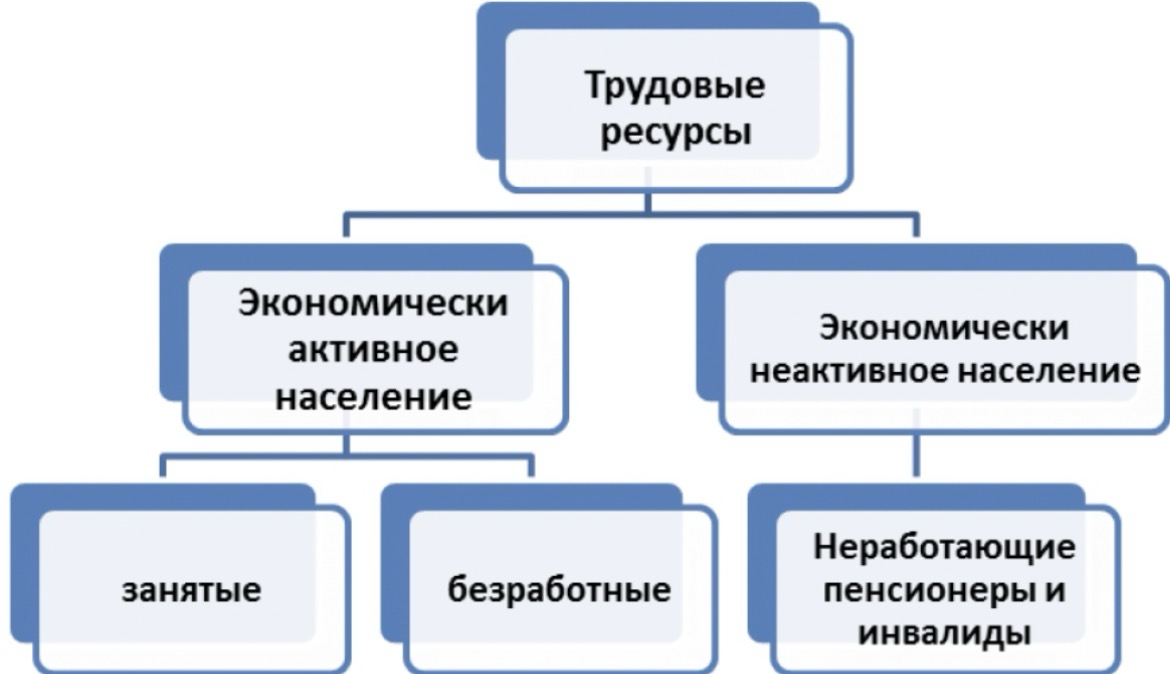 Трудовые
ресурсы
Экономически
активное
население
Экономически
неактивное население
занятые
безработные
Неработающие
пенсионеры и
инвалиды